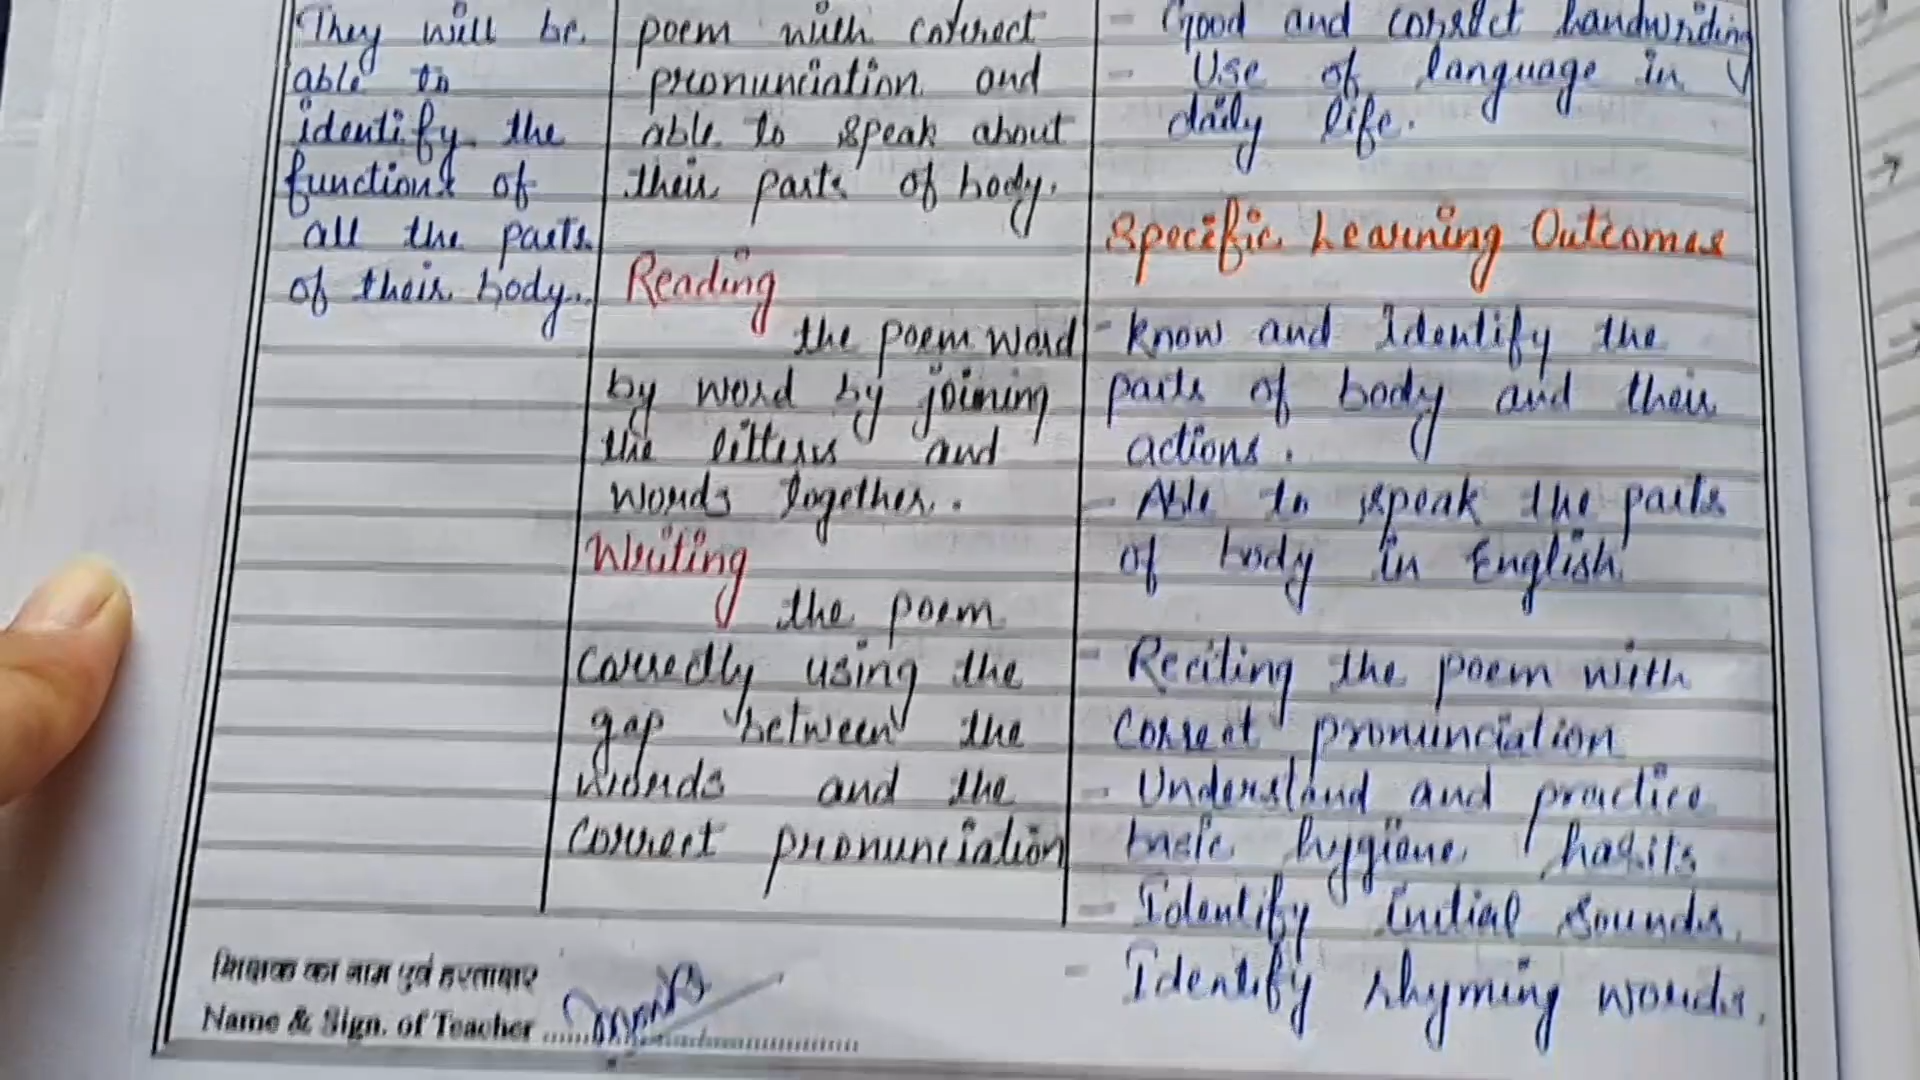 They will be
able to
identify the
functions of
all the parts
of their body.
poem with correct
pronunciation and
able to speak about
their parts of body.
Reading
the poem word
by word by joining
the letters and
words together.
Writing
the poem
correctly using the
gap between the
words and the
correct pronunciation
- Good and correct handwriting
- Use of language in
daily life.
Specific Learning Outcomes
- Know and Identify the
parts of body and their
actions.
- Able to speak the parts
of body in English
- Reciting the poem with
correct pronunciation
- Understand and practice
basic hygiene habits
- Identify initial sounds.
- Identify rhyming words.
शिक्षक का नाम एवं हस्ताक्षर
Name & Sign. of Teacher